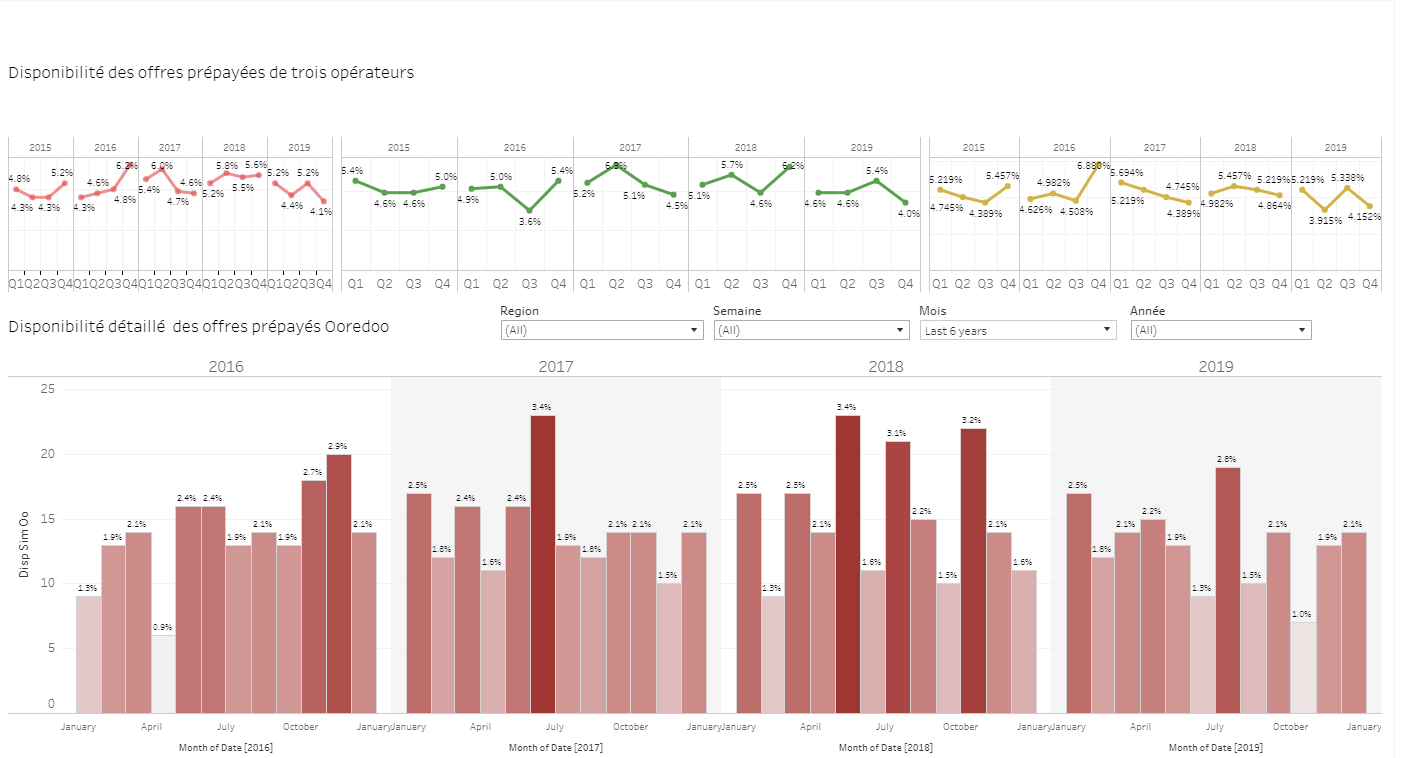 Disponibilité des offres prépayées de trois opérateurs
2015 2016 2017 2018 2019
4.8% 4.3% 4.3% 5.2% 4.3% 4.6% 4.8% 6.2% 5.4% 6.0% 4.7% 4.6% 5.2% 5.8% 5.5% 5.6% 5.2% 4.4% 5.2% 4.1%
Q1 Q2 Q3 Q4 Q1 Q2 Q3 Q4 Q1 Q2 Q3 Q4 Q1 Q2 Q3 Q4 Q1 Q2 Q3 Q4
2015 2016 2017 2018 2019
5.4% 4.6% 4.6% 5.0% 4.9% 5.0% 3.6% 5.4% 5.2% 5.1% 4.5% 5.1% 5.7% 4.6% 6.2% 4.6% 4.6% 5.4% 4.0%
Q1 Q2 Q3 Q4 Q1 Q2 Q3 Q4 Q1 Q2 Q3 Q4 Q1 Q2 Q3 Q4 Q1 Q2 Q3 Q4
2015 2016 2017 2018 2019
5.219% 4.745% 4.389% 5.457% 4.626% 4.982% 4.508% 6.880% 5.694% 5.219% 4.745% 4.389% 4.982% 5.457% 5.219% 4.864% 5.219% 3.915% 5.338% 4.152%
Q1 Q2 Q3 Q4 Q1 Q2 Q3 Q4 Q1 Q2 Q3 Q4 Q1 Q2 Q3 Q4 Q1 Q2 Q3 Q4
Disponibilité détaillé des offres prépayés Ooredoo
Region Semaine Mois Année
(All) (All) Last 6 years (All)
2016 2017 2018 2019
Disp Sim Oo
25
20
15
10
5
0
1.3% 1.9% 2.1% 0.9% 2.4% 2.4% 1.9% 2.1% 1.9% 2.7% 2.9% 2.1%
2.5% 1.8% 2.4% 1.6% 2.4% 3.4% 1.9% 1.8% 2.1% 2.1% 1.5% 2.1%
2.5% 1.3% 2.5% 2.1% 3.4% 1.6% 3.1% 2.2% 1.5% 3.2% 2.1% 1.6%
2.5% 1.8% 2.1% 2.2% 1.9% 1.3% 2.8% 1.5% 2.1% 1.0% 1.9% 2.1%
January April July October January
January April July October January
January April July October January
January April July October January
Month of Date [2016] Month of Date [2017] Month of Date [2018] Month of Date [2019]